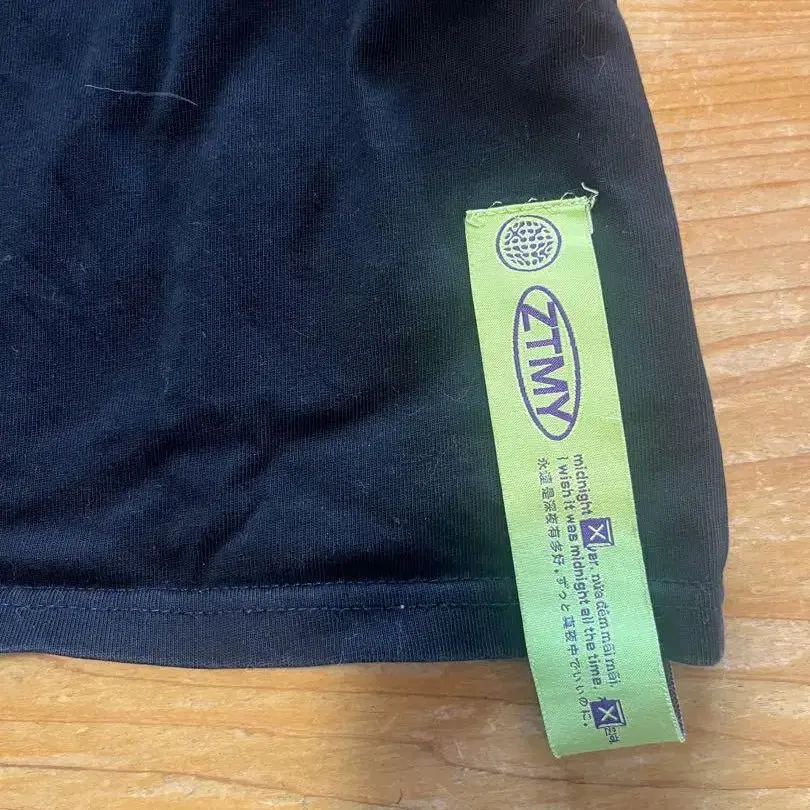 ZTMY
midnight ver. nửa đêm mãi mãi,
I wish it was midnight all the time.
永遠是深夜有多好。ずっと真夜中でいいのに。